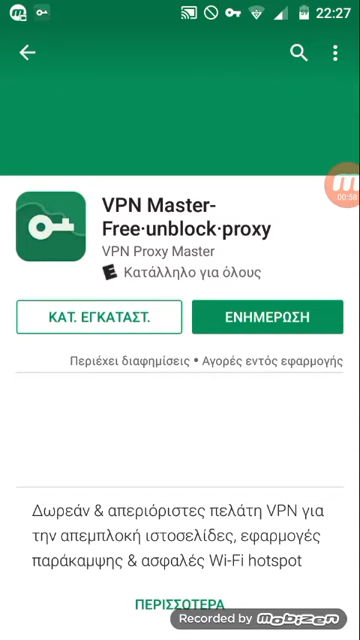 22:27
00:58
VPN Master-
Free·unblock·proxy
VPN Proxy Master
E Κατάλληλο για όλους
ΚΑΤ. ΕΓΚΑΤΑΣΤ.
ΕΝΗΜΕΡΩΣΗ
Περιέχει διαφημίσεις • Αγορές εντός εφαρμογής
Δωρεάν & απεριόριστες πελάτη VPN για
την απεμπλοκή ιστοσελίδες, εφαρμογές
παράκαμψης & ασφαλές Wi-Fi hotspot
ΠΕΡΙΣΣΟΤΕΡΑ
Recorded by Mobizen